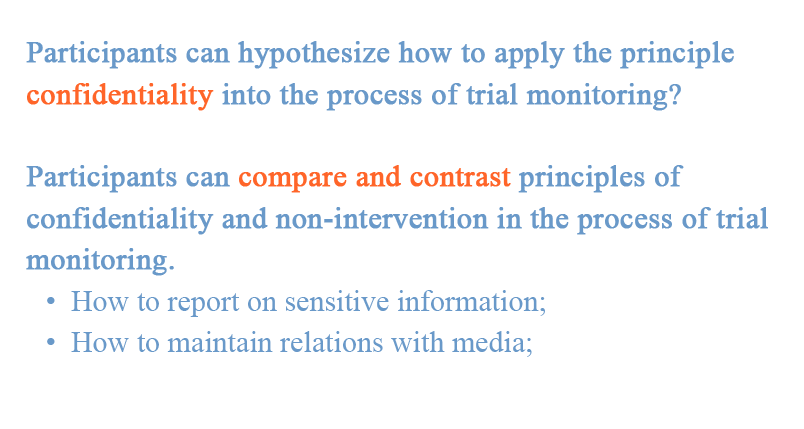 Participants can hypothesize how to apply the principle
confidentiality into the process of trial monitoring?
Participants can compare and contrast principles of
confidentiality and non-intervention in the process of trial
monitoring.
• How to report on sensitive information;
• How to maintain relations with media;